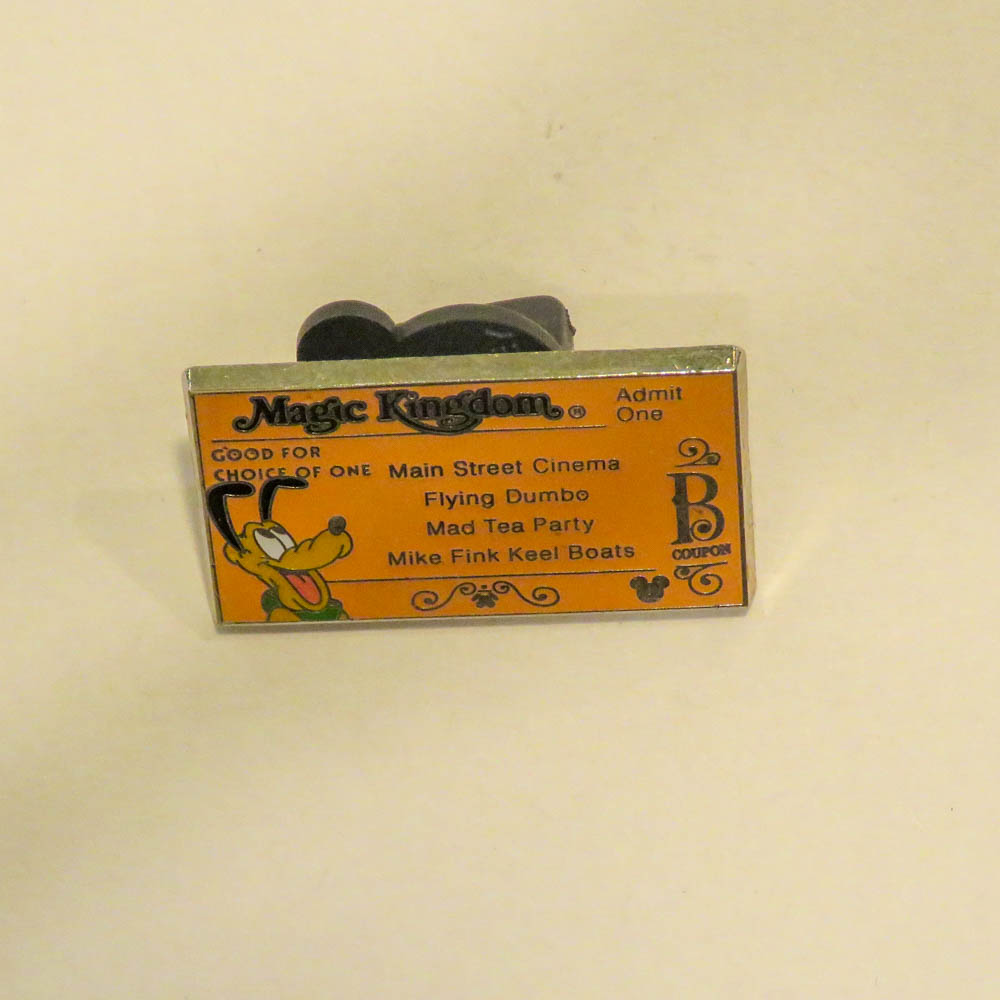 Magic Kingdom®
Admit
One
GOOD FOR
CHOICE OF ONE
Main Street Cinema
Flying Dumbo
Mad Tea Party
Mike Fink Keel Boats
B
COUPON